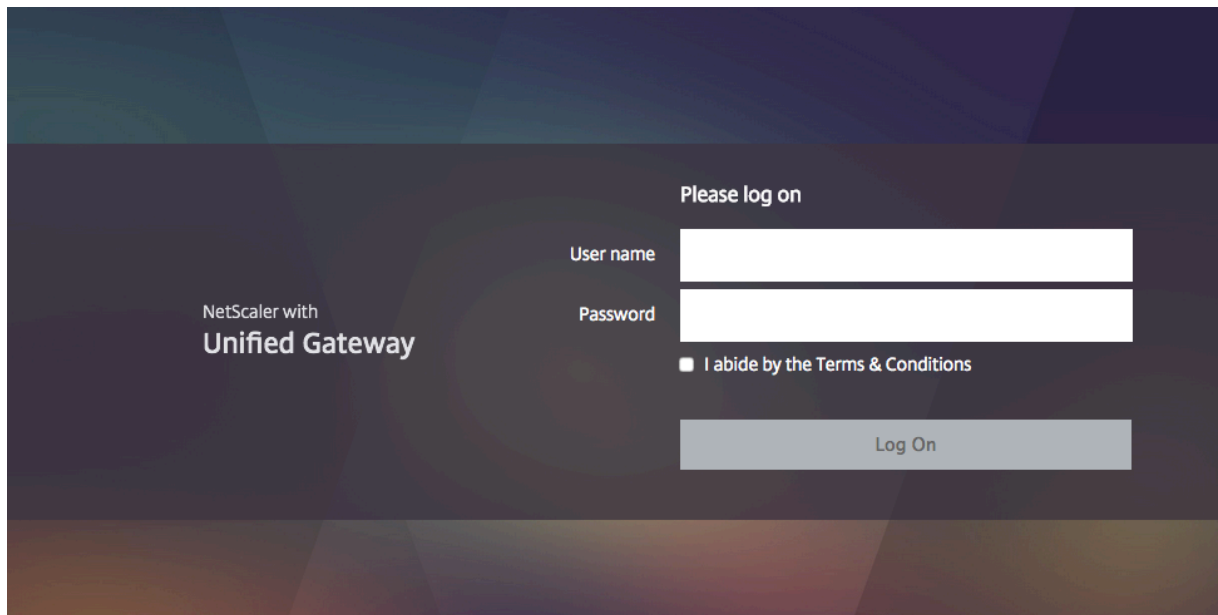 Please log on
User name
NetScaler with
Unified Gateway
Password
I abide by the Terms & Conditions
Log On